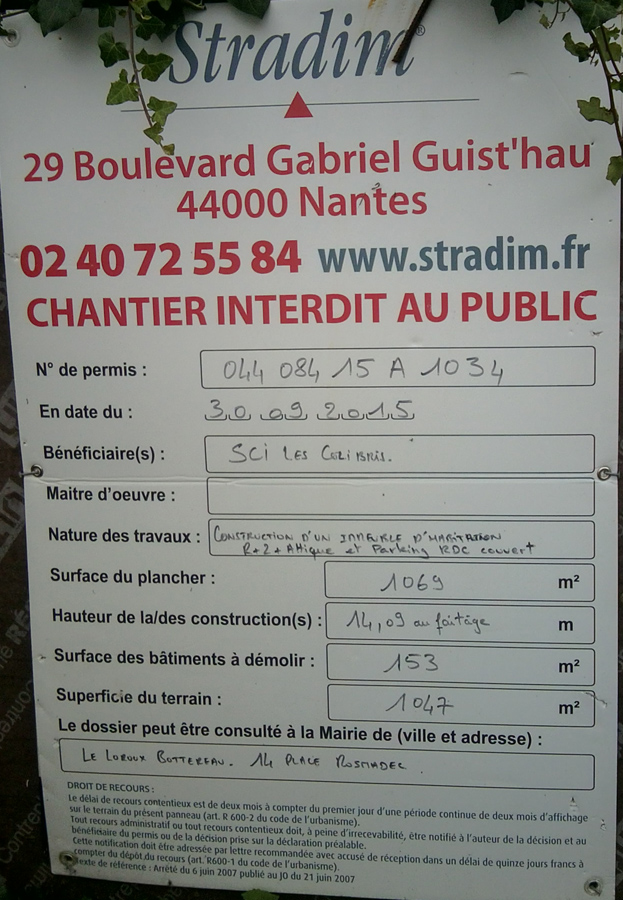 Stradim®
29 Boulevard Gabriel Guist'hau
44000 Nantes
02 40 72 55 84 www.stradim.fr
CHANTIER INTERDIT AU PUBLIC
N° de permis : 044 084 15 A 1034
En date du : 30 09 2015
Bénéficiaire(s) : SCI LES COLIBRIS.
Maitre d'oeuvre :
Nature des travaux : CONSTRUCTION D'UN IMMEUBLE D'HABITATION
R+2+Attique et Parking RDC couvert
Surface du plancher : 1069 m²
Hauteur de la/des construction(s) : 14,09 au faitage m
Surface des bâtiments à démolir : 153 m²
Superficie du terrain : 1047 m²
Le dossier peut être consulté à la Mairie de (ville et adresse) :
LE LOROUX BOTTEREAU. 14 PLACE ROSMADEC.
DROIT DE RECOURS :
Le délai de recours contentieux est de deux mois à compter du premier jour d'une période continue de deux mois d'affichage
sur le terrain du présent panneau (art. R 600-2 du code de l'urbanisme).
Tout recours administratif ou tout recours contentieux doit, à peine d'irrecevabilité, être notifié à l'auteur de la décision et au
bénéficiaire du permis ou de la décision prise sur la déclaration préalable.
Cette notification doit être adressée par lettre recommandée avec accusé de réception dans un délai de quinze jours francs à
compter du dépôt du recours (art. R600-1 du code de l'urbanisme).
Texte de référence : Arrêté du 6 juin 2007 publié au JO du 21 juin 2007